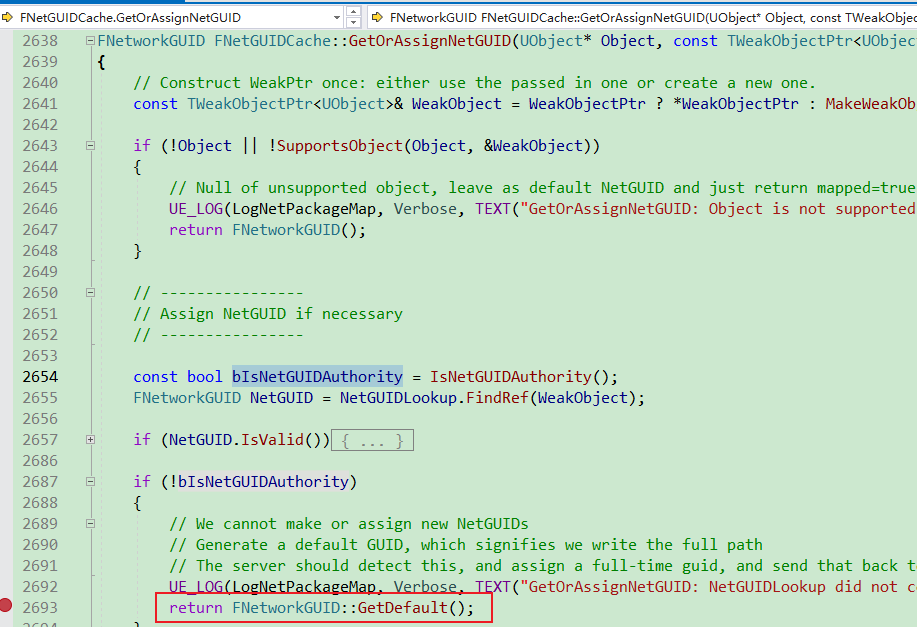 FNetGUIDCache.GetOrAssignNetGUID
FNetworkGUID FNetGUIDCache::GetOrAssignNetGUID(UObject* Object, const TWeakObjec
2638 FNetworkGUID FNetGUIDCache::GetOrAssignNetGUID(UObject* Object, const TWeakObjectPtr<UObjec
2639 {
2640 // Construct WeakPtr once: either use the passed in one or create a new one.
2641 const TWeakObjectPtr<UObject>& WeakObject = WeakObjectPtr ? *WeakObjectPtr : MakeWeakOb
2642
2643 if (!Object || !SupportsObject(Object, &WeakObject))
2644 {
2645 // Null of unsupported object, leave as default NetGUID and just return mapped=true
2646 UE_LOG(LogNetPackageMap, Verbose, TEXT("GetOrAssignNetGUID: Object is not supported
2647 return FNetworkGUID();
2648 }
2649
2650 // ----------------
2651 // Assign NetGUID if necessary
2652 // ----------------
2653
2654 const bool bIsNetGUIDAuthority = IsNetGUIDAuthority();
2655 FNetworkGUID NetGUID = NetGUIDLookup.FindRef(WeakObject);
2656
2657 if (NetGUID.IsValid()){ ... }
2686
2687 if (!bIsNetGUIDAuthority)
2688 {
2689 // We cannot make or assign new NetGUIDs
2690 // Generate a default GUID, which signifies we write the full path
2691 // The server should detect this, and assign a full-time guid, and send that back t
2692 UE_LOG(LogNetPackageMap, Verbose, TEXT("GetOrAssignNetGUID: NetGUIDLookup did not c
2693 return FNetworkGUID::GetDefault();